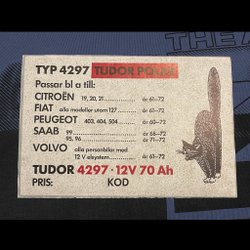 THE A
TYP 4297 TUDOR
Passar bl a till:
CITROËN 19, 20, 21 år 61–72
FIAT alla modeller utom 127 år 61–72
PEUGEOT 403, 404, 504 år 60–72
SAAB 99 år 68–72
95, 96 år 71–72
VOLVO alla personbilar med
12 V elsystem år 61–72
TUDOR 4297 · 12V 70 Ah
PRIS: KOD